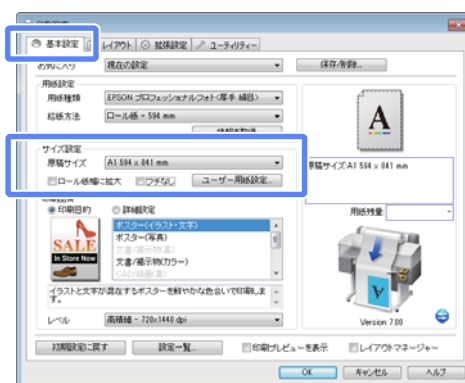 基本設定
レイアウト
拡張設定
ユーティリティー
お気に入り
現在の設定
保存/削除...
用紙設定
用紙種類
EPSON プロフェッショナルフォト<厚手 絹目>
給紙方法
ロール紙 - 594 mm
サイズ設定
原稿サイズ
A1 594 x 841 mm
ロール紙幅に拡大
フチなし
ユーザー用紙設定...
原稿サイズ:A1 594 x 841 mm
印刷目的
詳細設定
SALE
In Store Now
ポスター(イラスト・文字)
ポスター(写真)
文書/掲示物(黒)
文書/掲示物(カラー)
CAD/線画(黒)
イラストと文字が混在するポスターを鮮やかな色合いで印刷します。
レベル
高精細 - 720x1440 dpi
用紙残量
-
A
Version 7.00
初期設定に戻す
設定一覧...
印刷プレビューを表示
レイアウトマネージャー
OK
キャンセル
ヘルプ